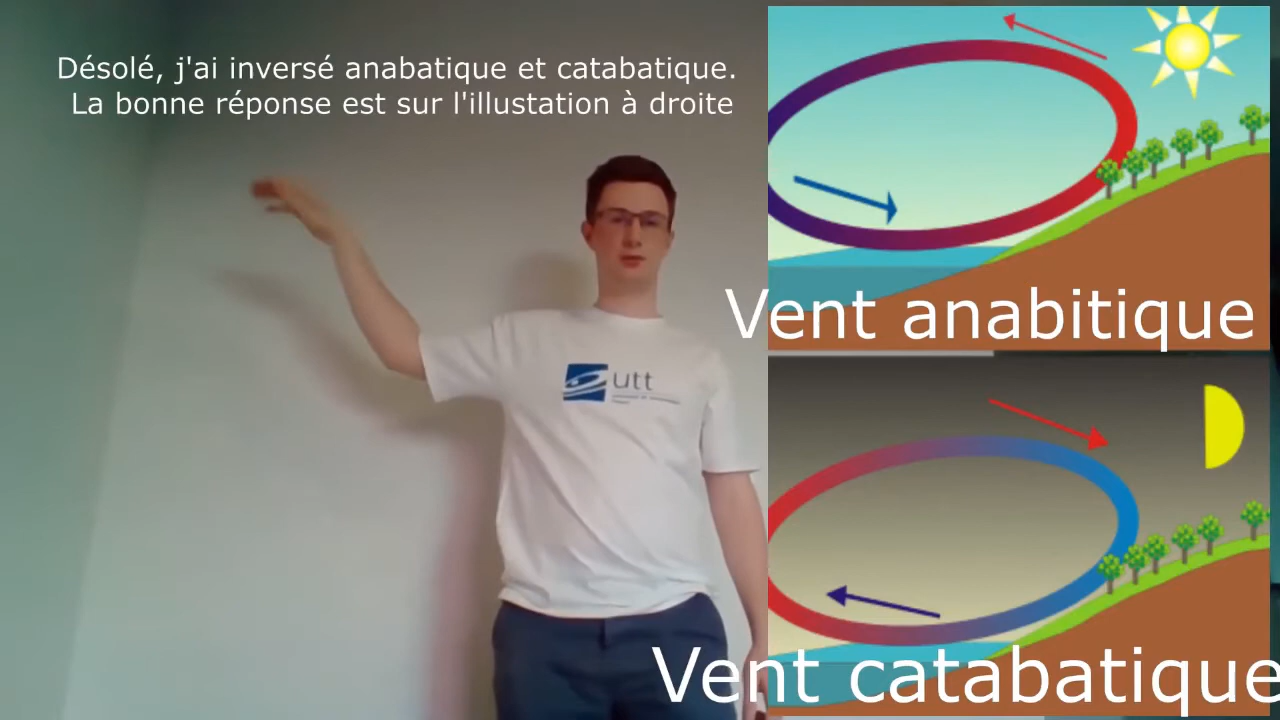 Désolé, j'ai inversé anabatique et catabatique.
La bonne réponse est sur l'illustation à droite
Vent anabitique
utt
Vent catabatique